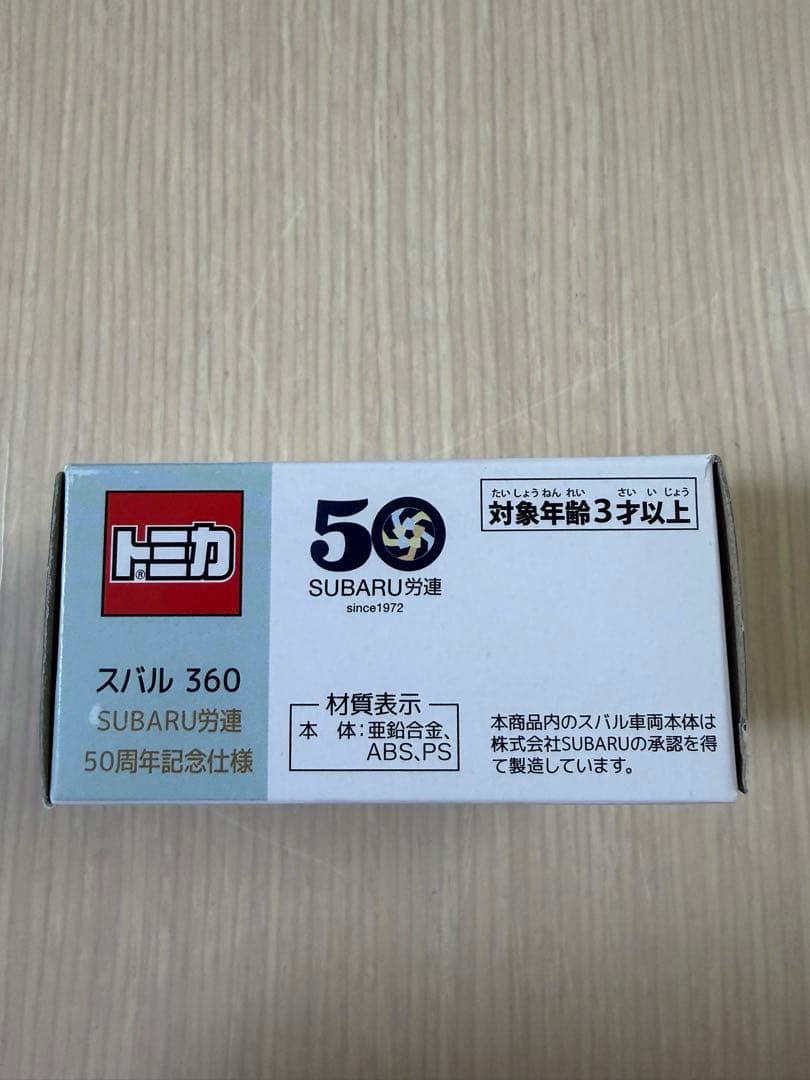 トミカ®
スバル 360
SUBARU労連
50周年記念仕様
50
SUBARU労連
since1972
たいしょうねんれい さいいじょう
対象年齢3才以上
材質表示
本 体:亜鉛合金、
ABS、PS
本商品内のスバル車両本体は
株式会社SUBARUの承認を得
て製造しています。